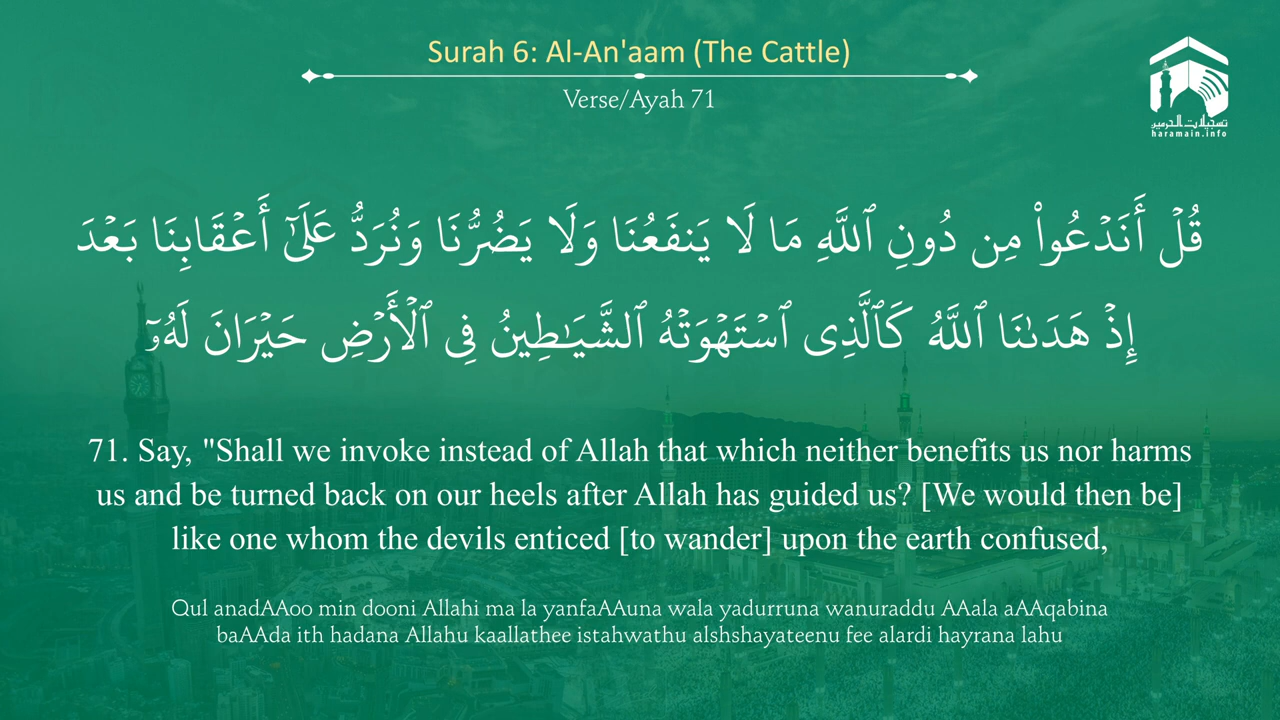 Surah 6: Al-An'aam (The Cattle)
Verse/Ayah 71
تسجيلات الحرمين
haramain.info
قُلْ أَنَدْعُوا۟ مِن دُونِ ٱللَّهِ مَا لَا يَنفَعُنَا وَلَا يَضُرُّنَا وَنُرَدُّ عَلَىٰٓ أَعْقَابِنَا بَعْدَ
إِذْ هَدَىٰنَا ٱللَّهُ كَٱلَّذِى ٱسْتَهْوَتْهُ ٱلشَّيَـٰطِينُ فِى ٱلْأَرْضِ حَيْرَانَ لَهُۥٓ
71. Say, "Shall we invoke instead of Allah that which neither benefits us nor harms
us and be turned back on our heels after Allah has guided us? [We would then be]
like one whom the devils enticed [to wander] upon the earth confused,
Qul anadAAoo min dooni Allahi ma la yanfaAAuna wala yadurruna wanuraddu AAala aAAqabina
baAAda ith hadana Allahu kaallathee istahwathu alshshayateenu fee alardi hayrana lahu